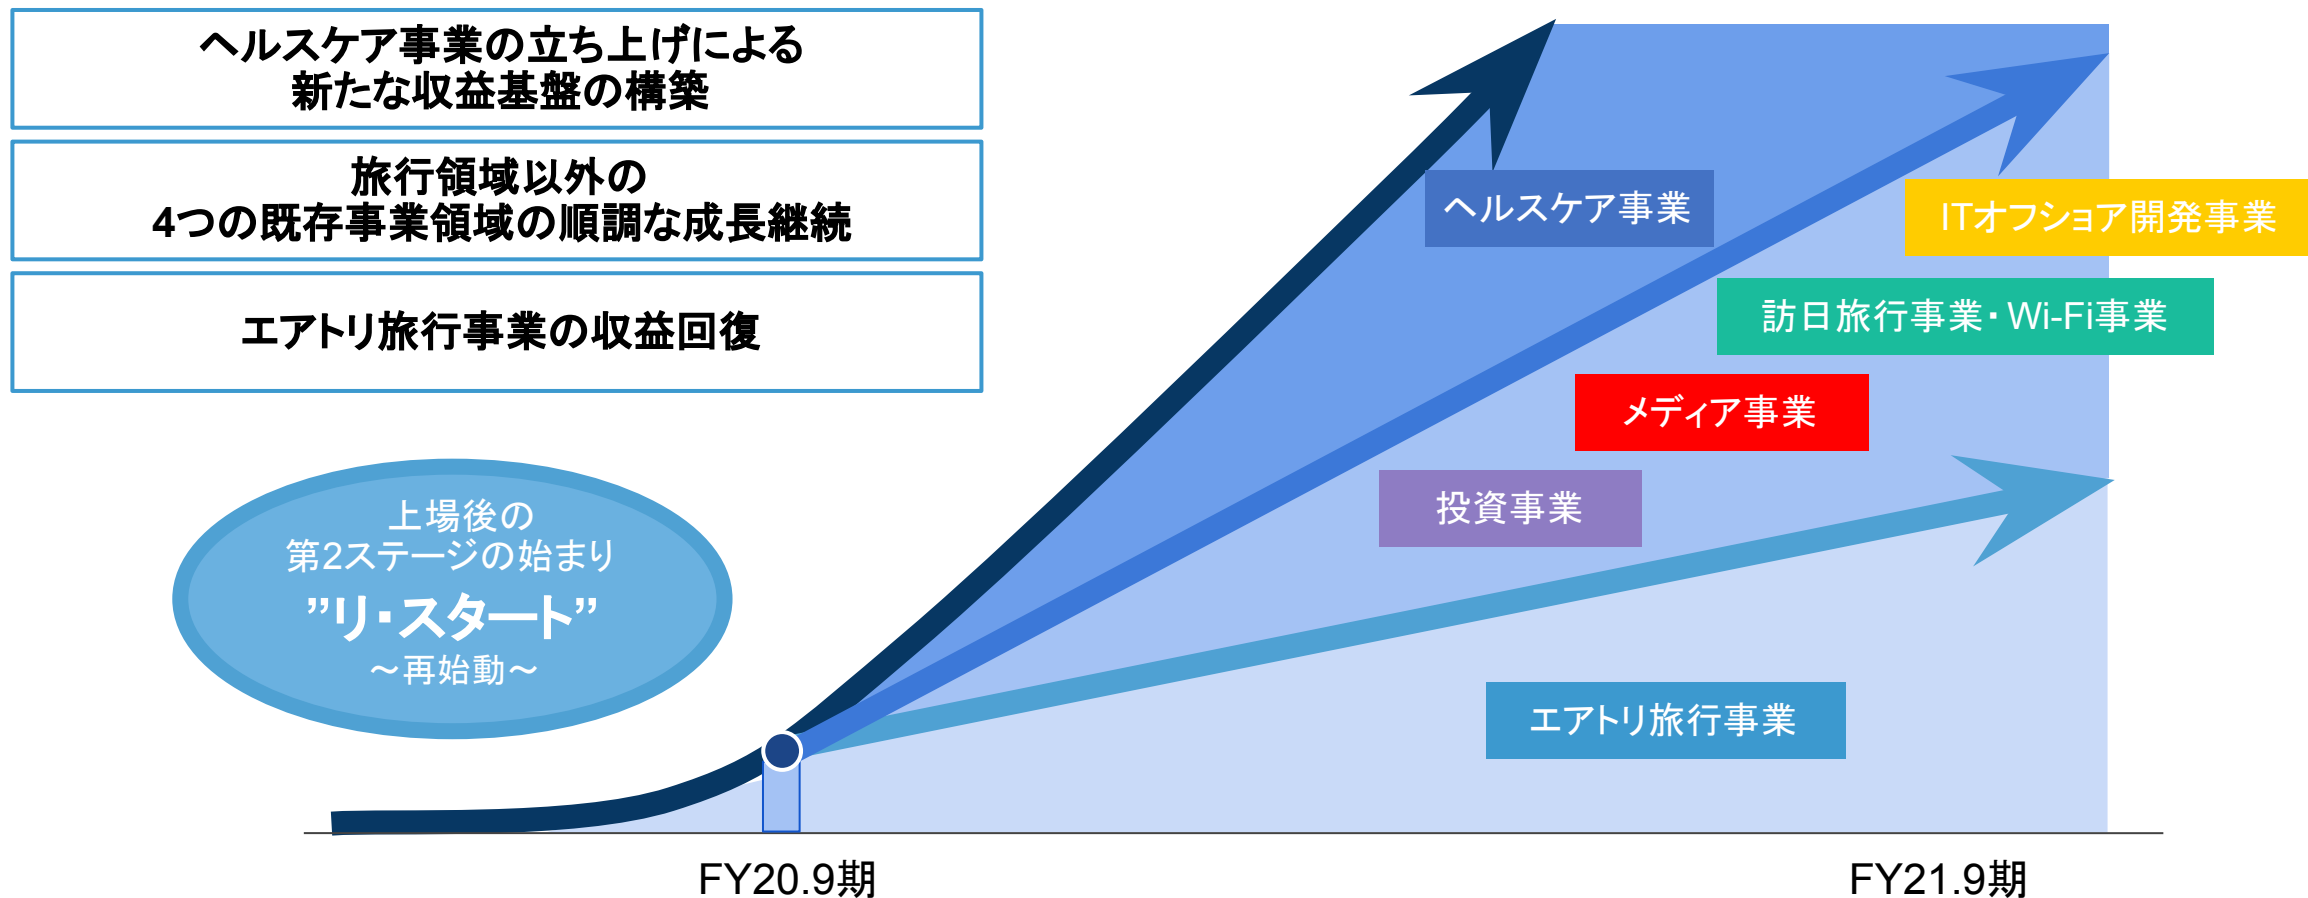 ヘルスケア事業の立ち上げによる
新たな収益基盤の構築
旅行領域以外の
4つの既存事業領域の順調な成長継続
エアトリ旅行事業の収益回復
上場後の
第2ステージの始まり
”リ・スタート”
～再始動～
ヘルスケア事業
ITオフショア開発事業
訪日旅行事業・Wi-Fi事業
メディア事業
投資事業
エアトリ旅行事業
FY20.9期
FY21.9期